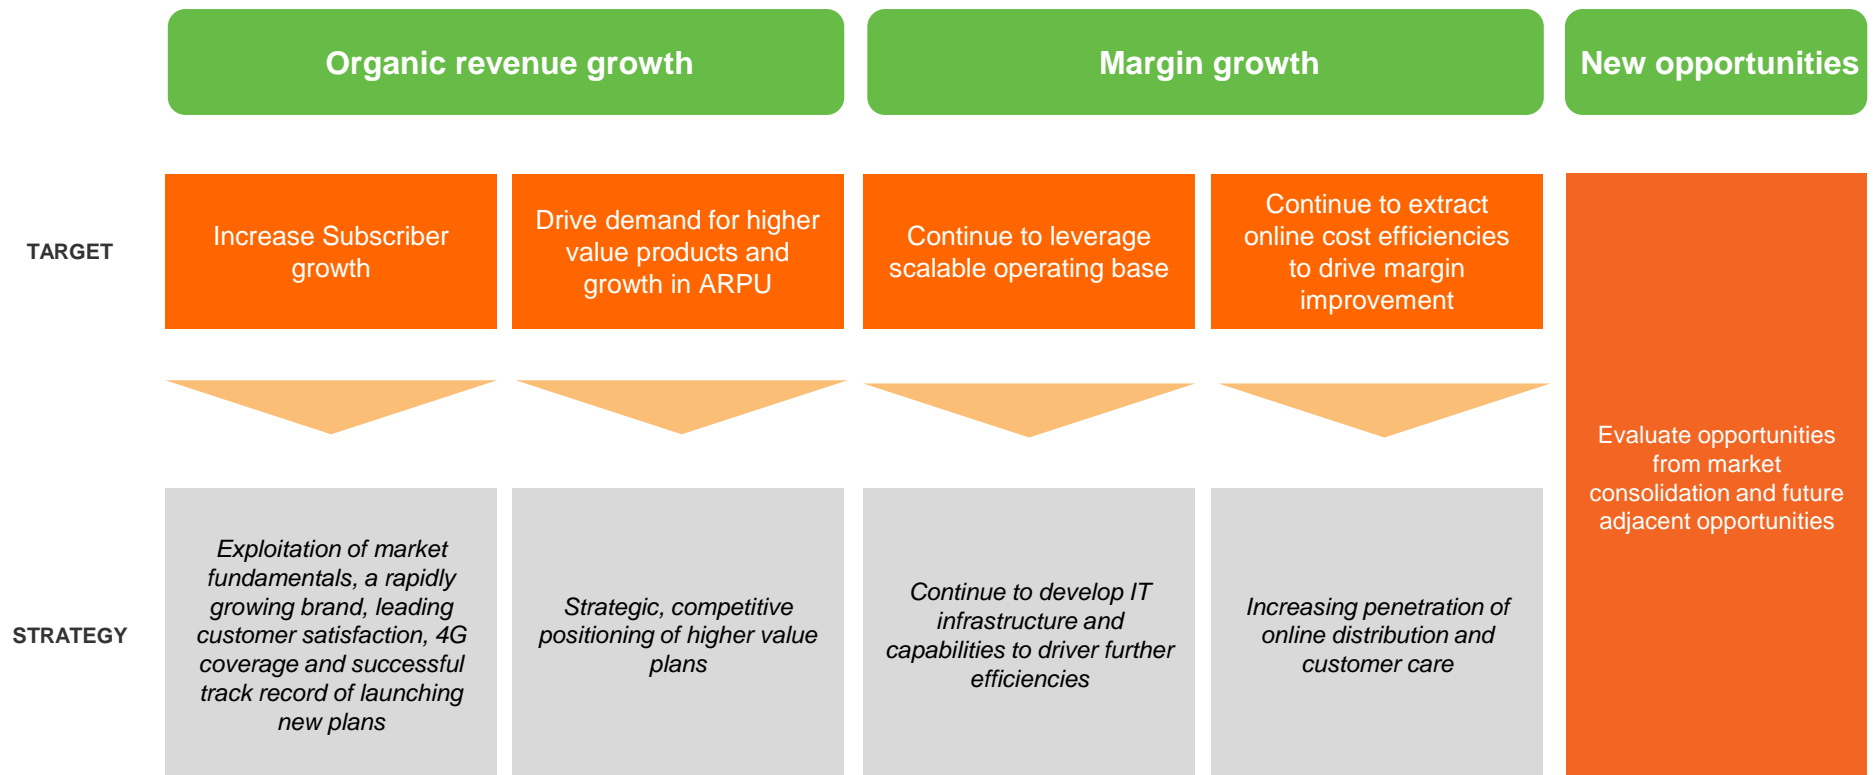 Organic revenue growth
Margin growth
New opportunities
TARGET
Increase Subscriber
growth
Drive demand for higher
value products and
growth in ARPU
Continue to leverage
scalable operating base
Continue to extract
online cost efficiencies
to drive margin
improvement
Evaluate opportunities
from market
consolidation and future
adjacent opportunities
STRATEGY
Exploitation of market
fundamentals, a rapidly
growing brand, leading
customer satisfaction, 4G
coverage and successful
track record of launching
new plans
Strategic, competitive
positioning of higher value
plans
Continue to develop IT
infrastructure and
capabilities to driver further
efficiencies
Increasing penetration of
online distribution and
customer care